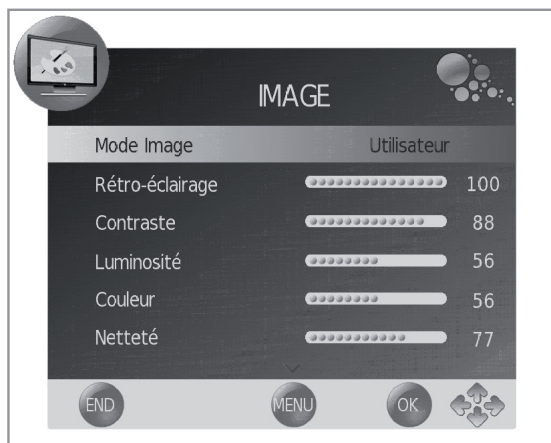 IMAGE
Mode Image Utilisateur
Rétro-éclairage 100
Contraste 88
Luminosité 56
Couleur 56
Netteté 77
END MENU OK